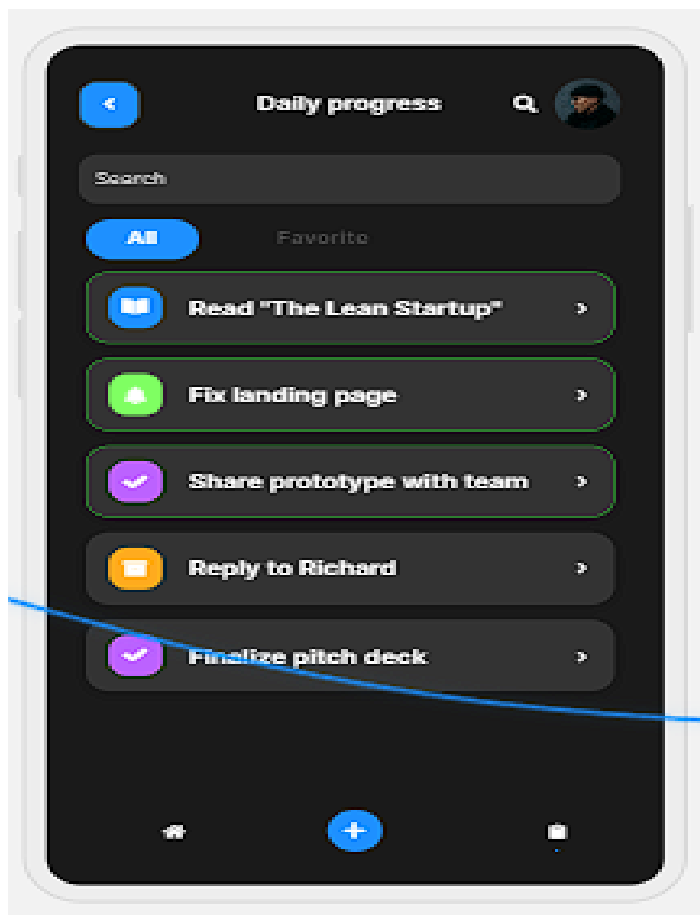 Daily progress
Search
All
Favorite
Read "The Lean Startup"
Fix landing page
Share prototype with team
Reply to Richard
Finalize pitch deck